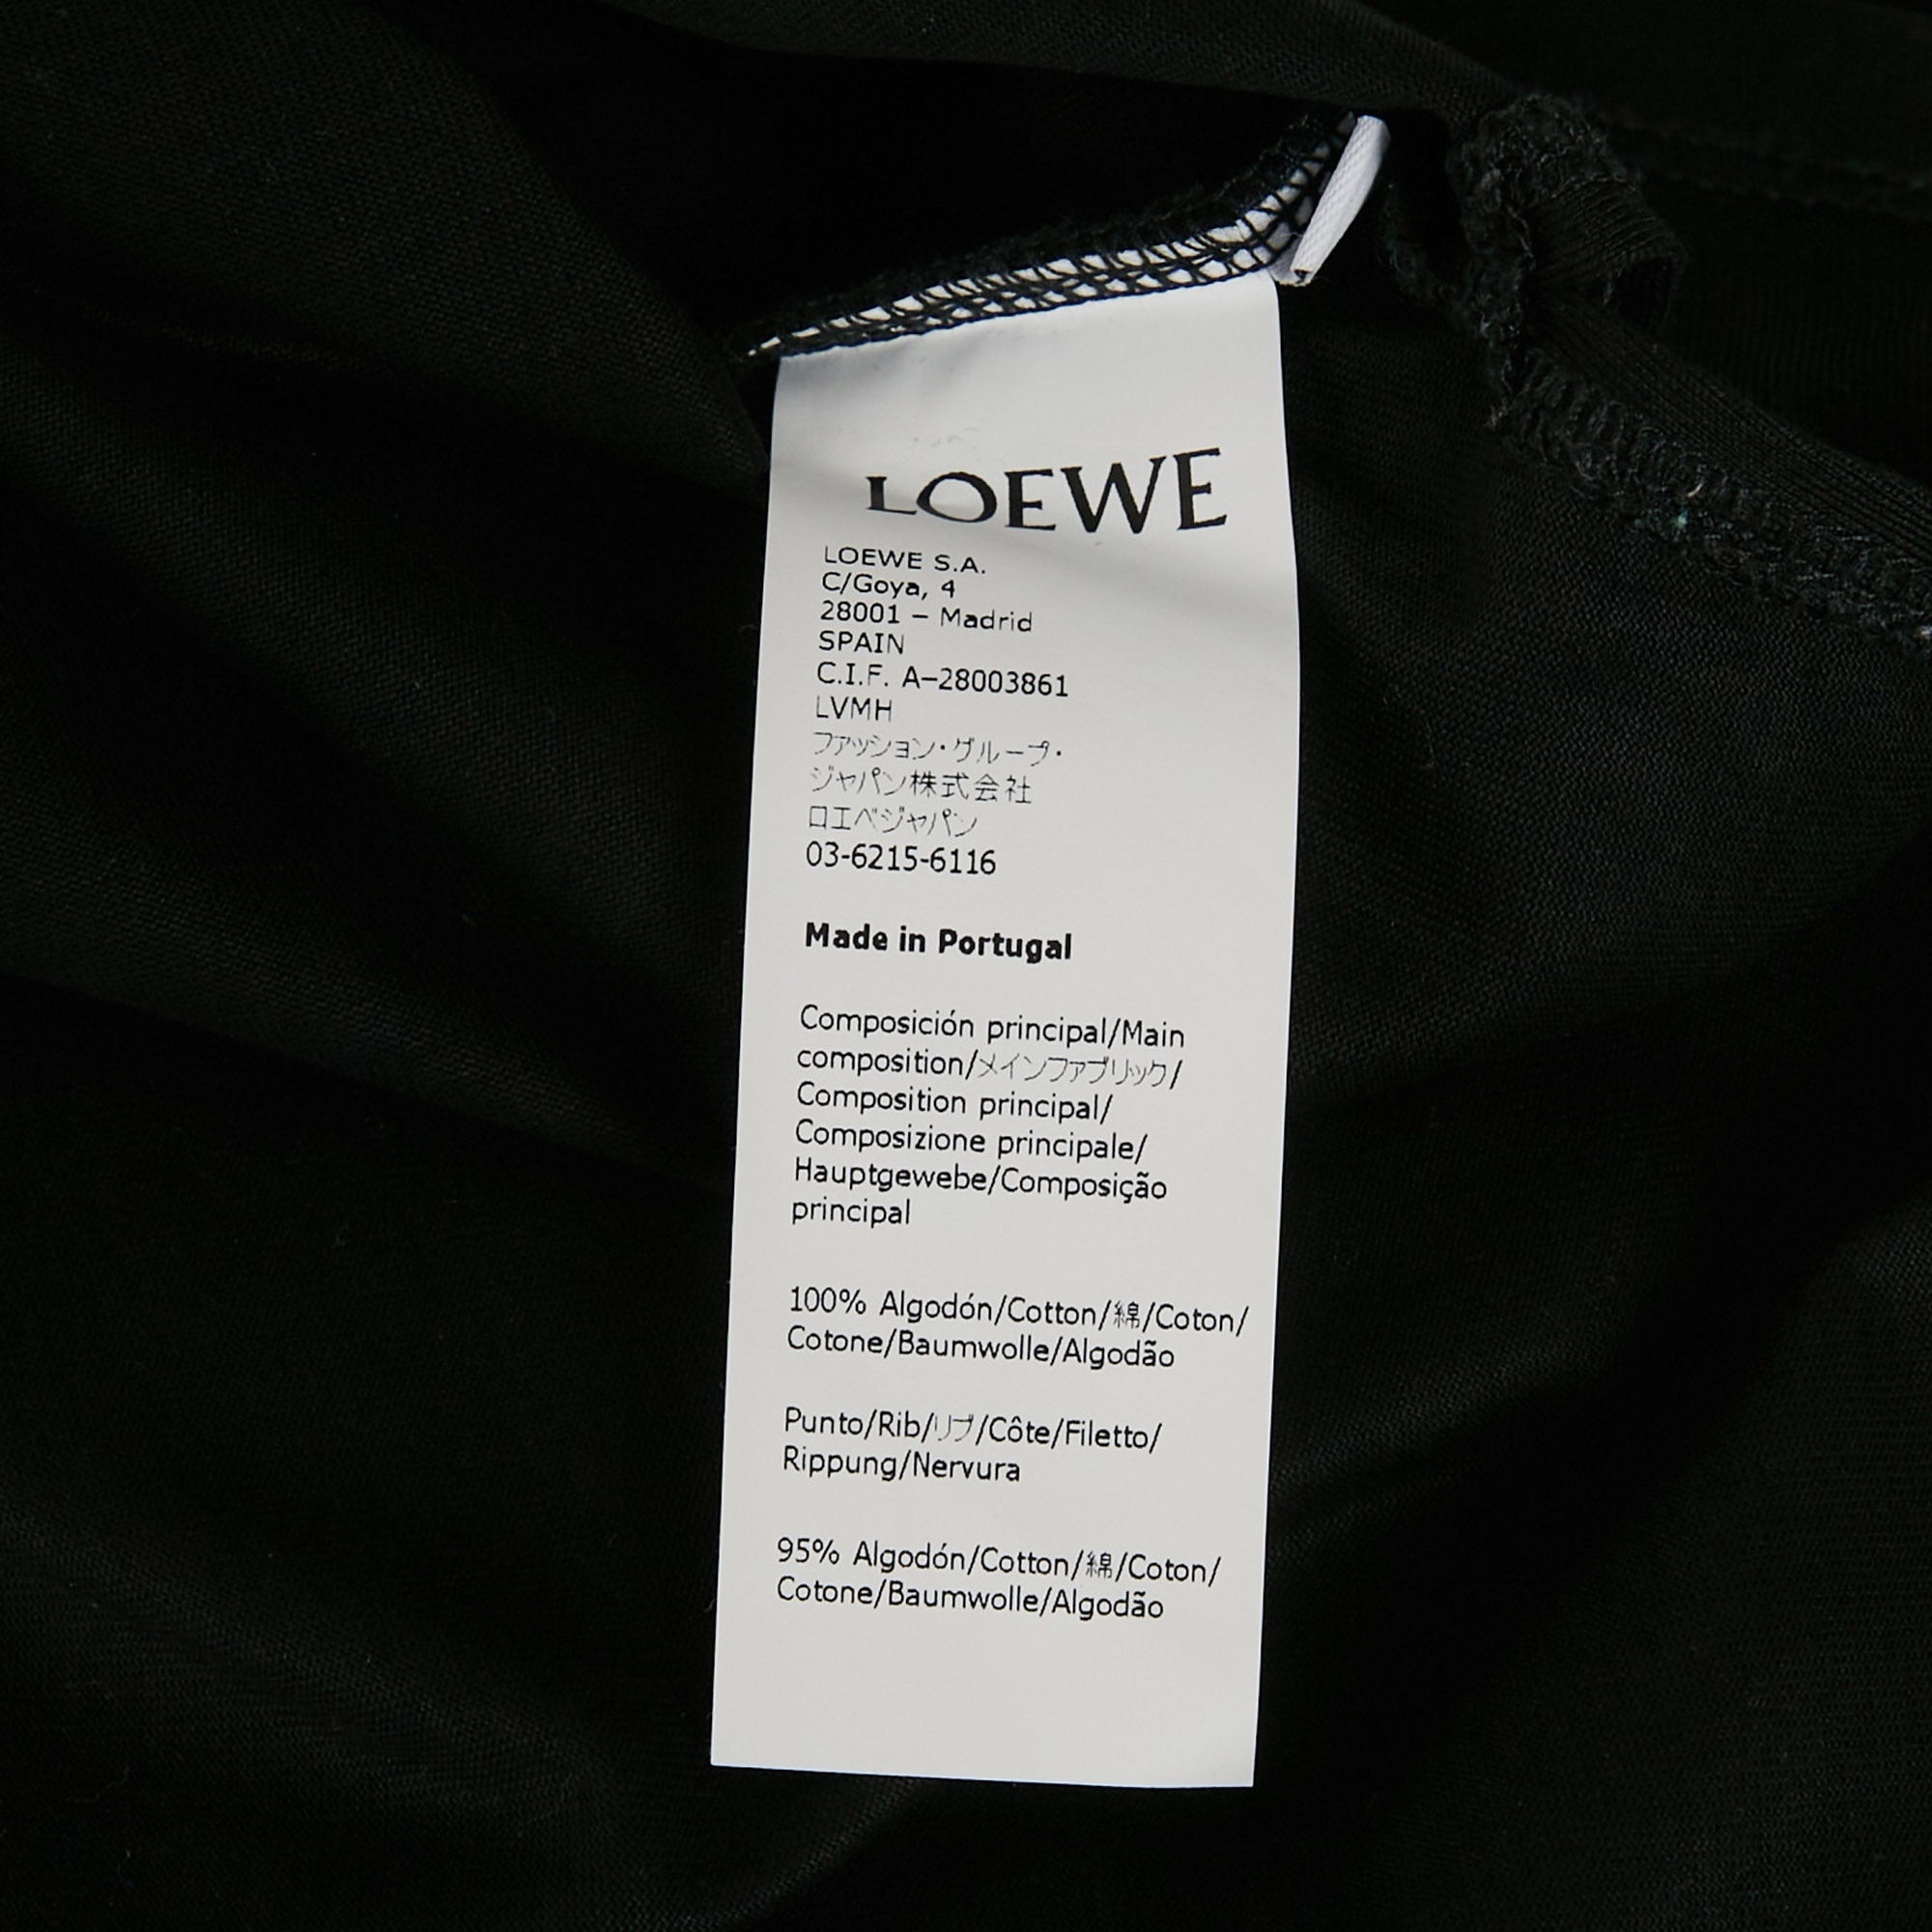 LOEWE
LOEWE S.A.
C/Goya, 4
28001 – Madrid
SPAIN
C.I.F. A–28003861
LVMH
ファッション・グループ・
ジャパン株式会社
ロエベジャパン
03-6215-6116
Made in Portugal
Composición principal/Main
composition/メインファブリック/
Composition principal/
Composizione principale/
Hauptgewebe/Composição
principal
100% Algodón/Cotton/綿/Coton/
Cotone/Baumwolle/Algodão
Punto/Rib/リブ/Côte/Filetto/
Rippung/Nervura
95% Algodón/Cotton/綿/Coton/
Cotone/Baumwolle/Algodão